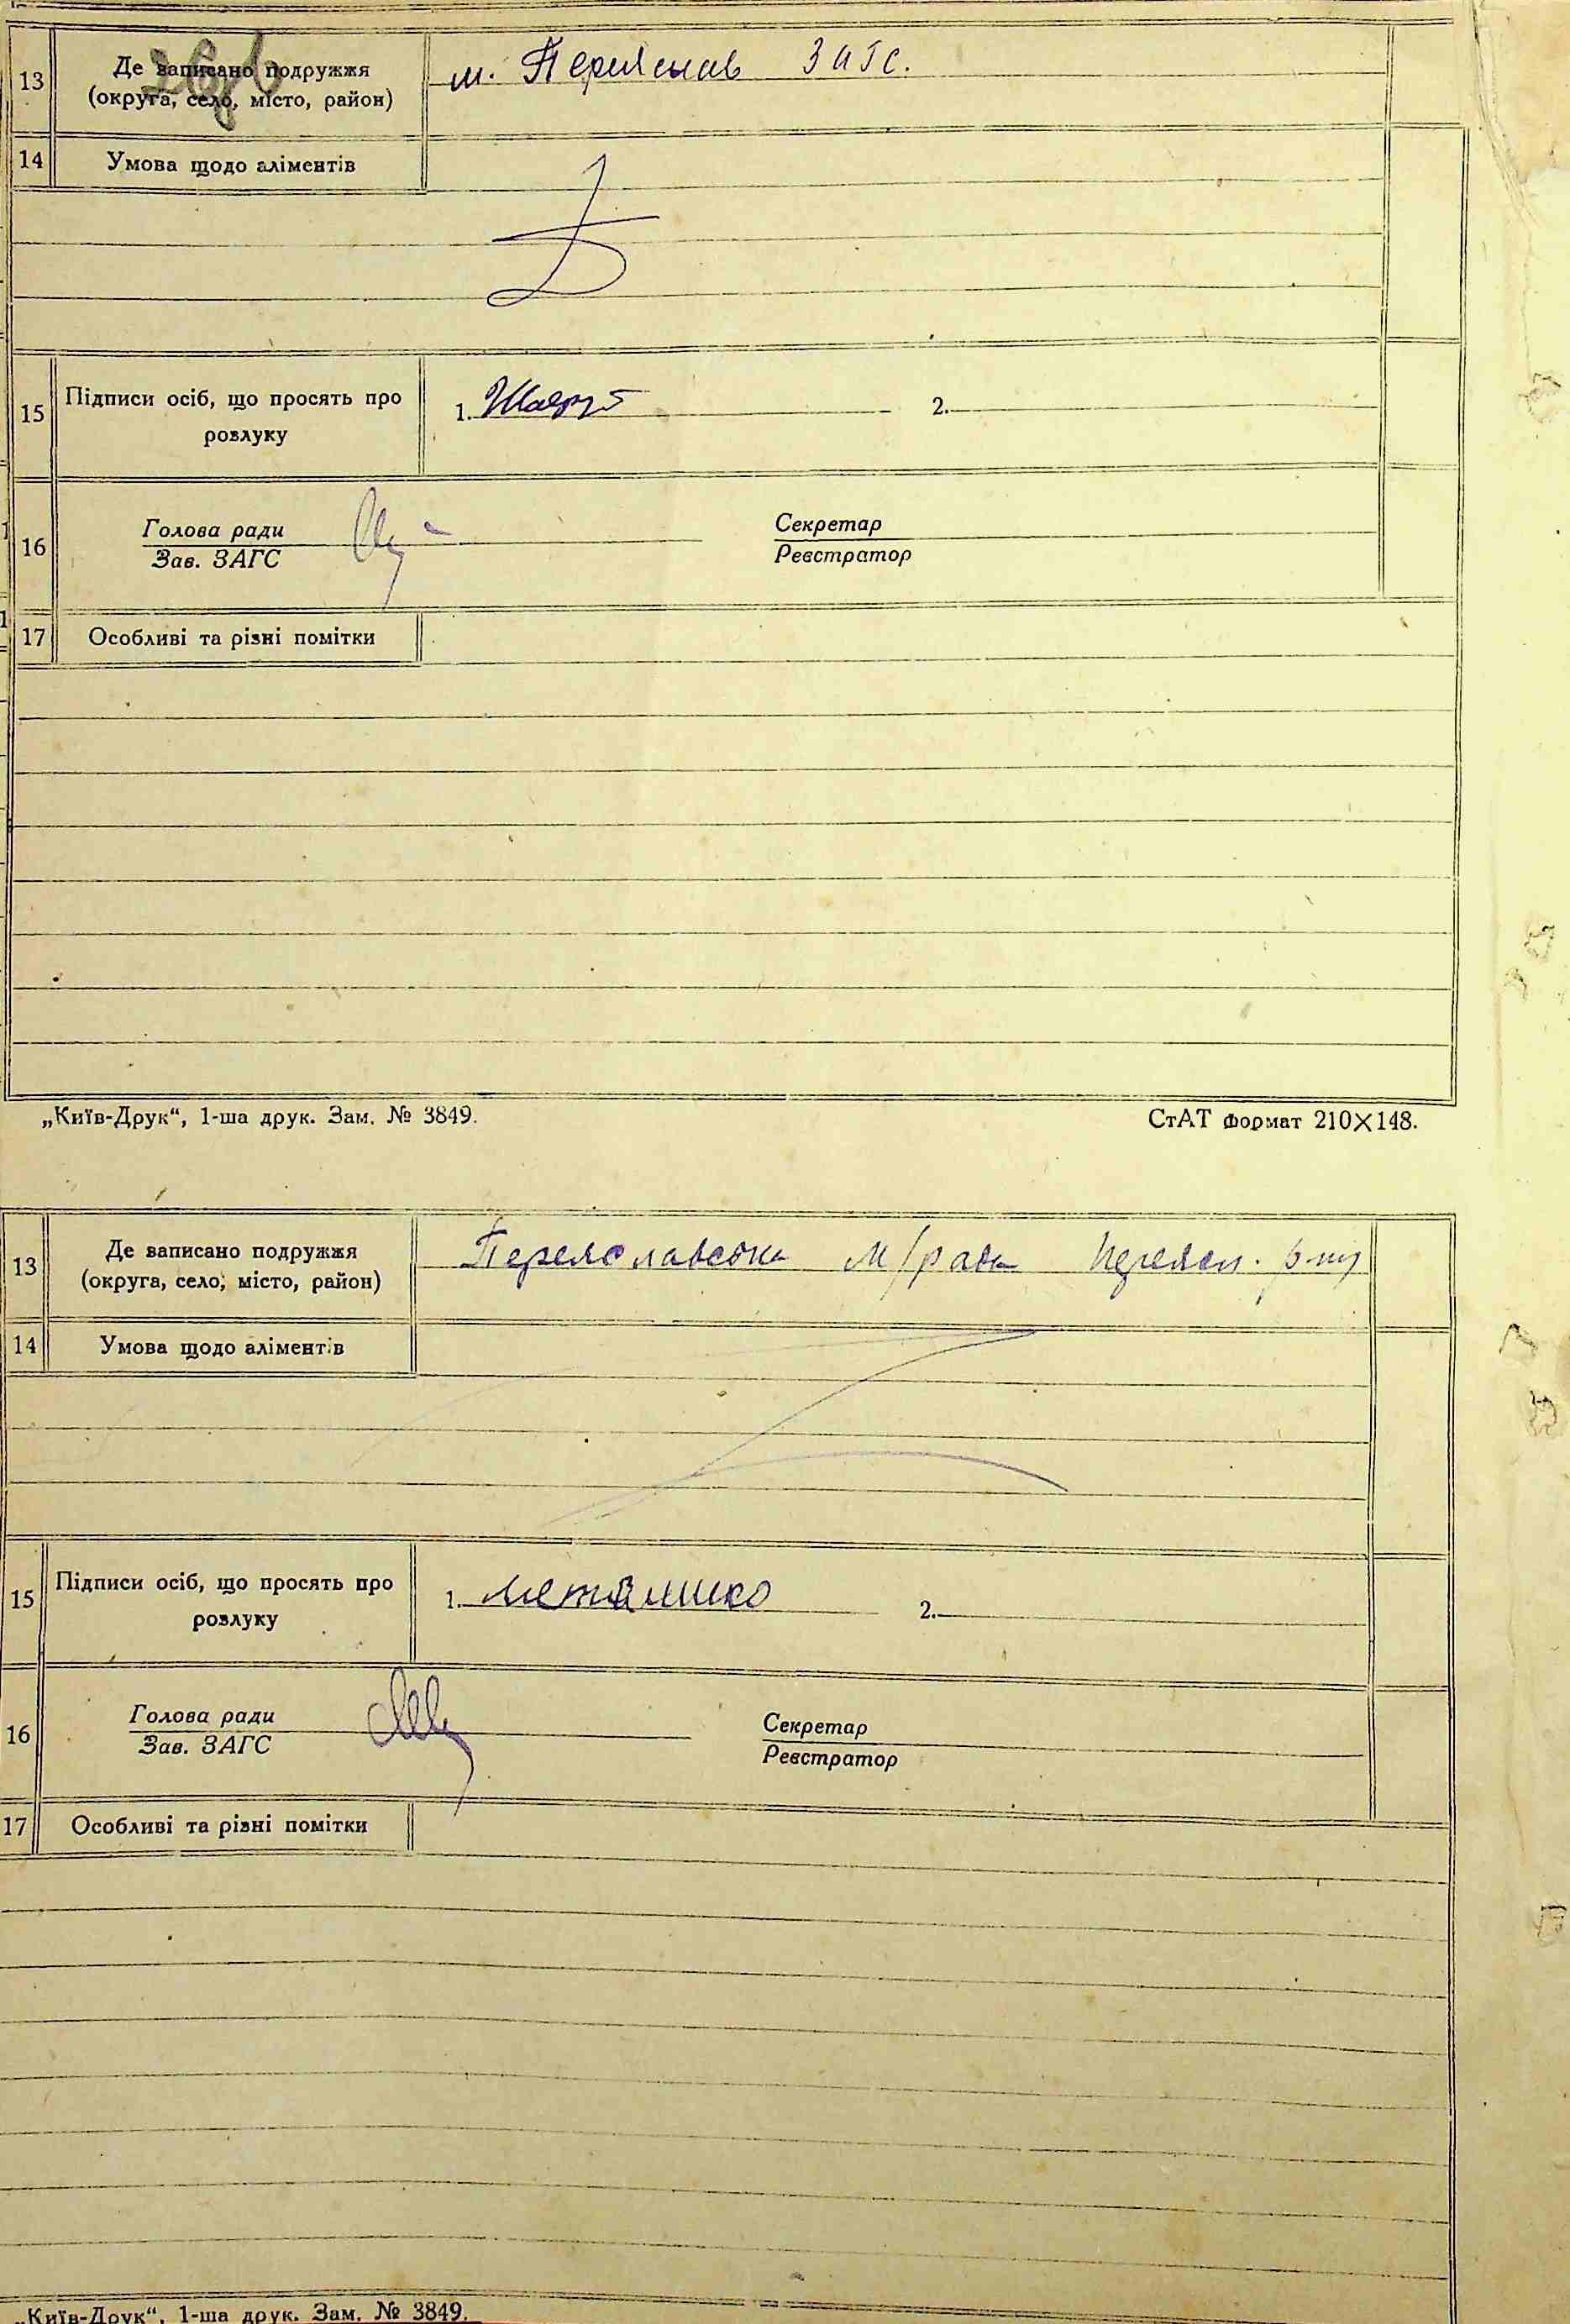 13
Де записано подружжя
(округа, село, місто, район)
м. Переяслав ЗАГС.
14
Умова щодо аліментів
15
Підписи осіб, що просять про
розлуку
1.
2.
16
Голова ради
Зав. ЗАГС
Секретар
Реєстратор
17
Особливі та різні помітки
„Київ-Друк“, 1-ша друк. Зам. № 3849.
СтАТ формат 210×148.
13
Де записано подружжя
(округа, село, місто, район)
Переяславська м/рада Переясл. р-ну
14
Умова щодо аліментів
15
Підписи осіб, що просять про
розлуку
1.
2.
16
Голова ради
Зав. ЗАГС
Секретар
Реєстратор
17
Особливі та різні помітки
„Київ-Друк“, 1-ша друк. Зам. № 3849.